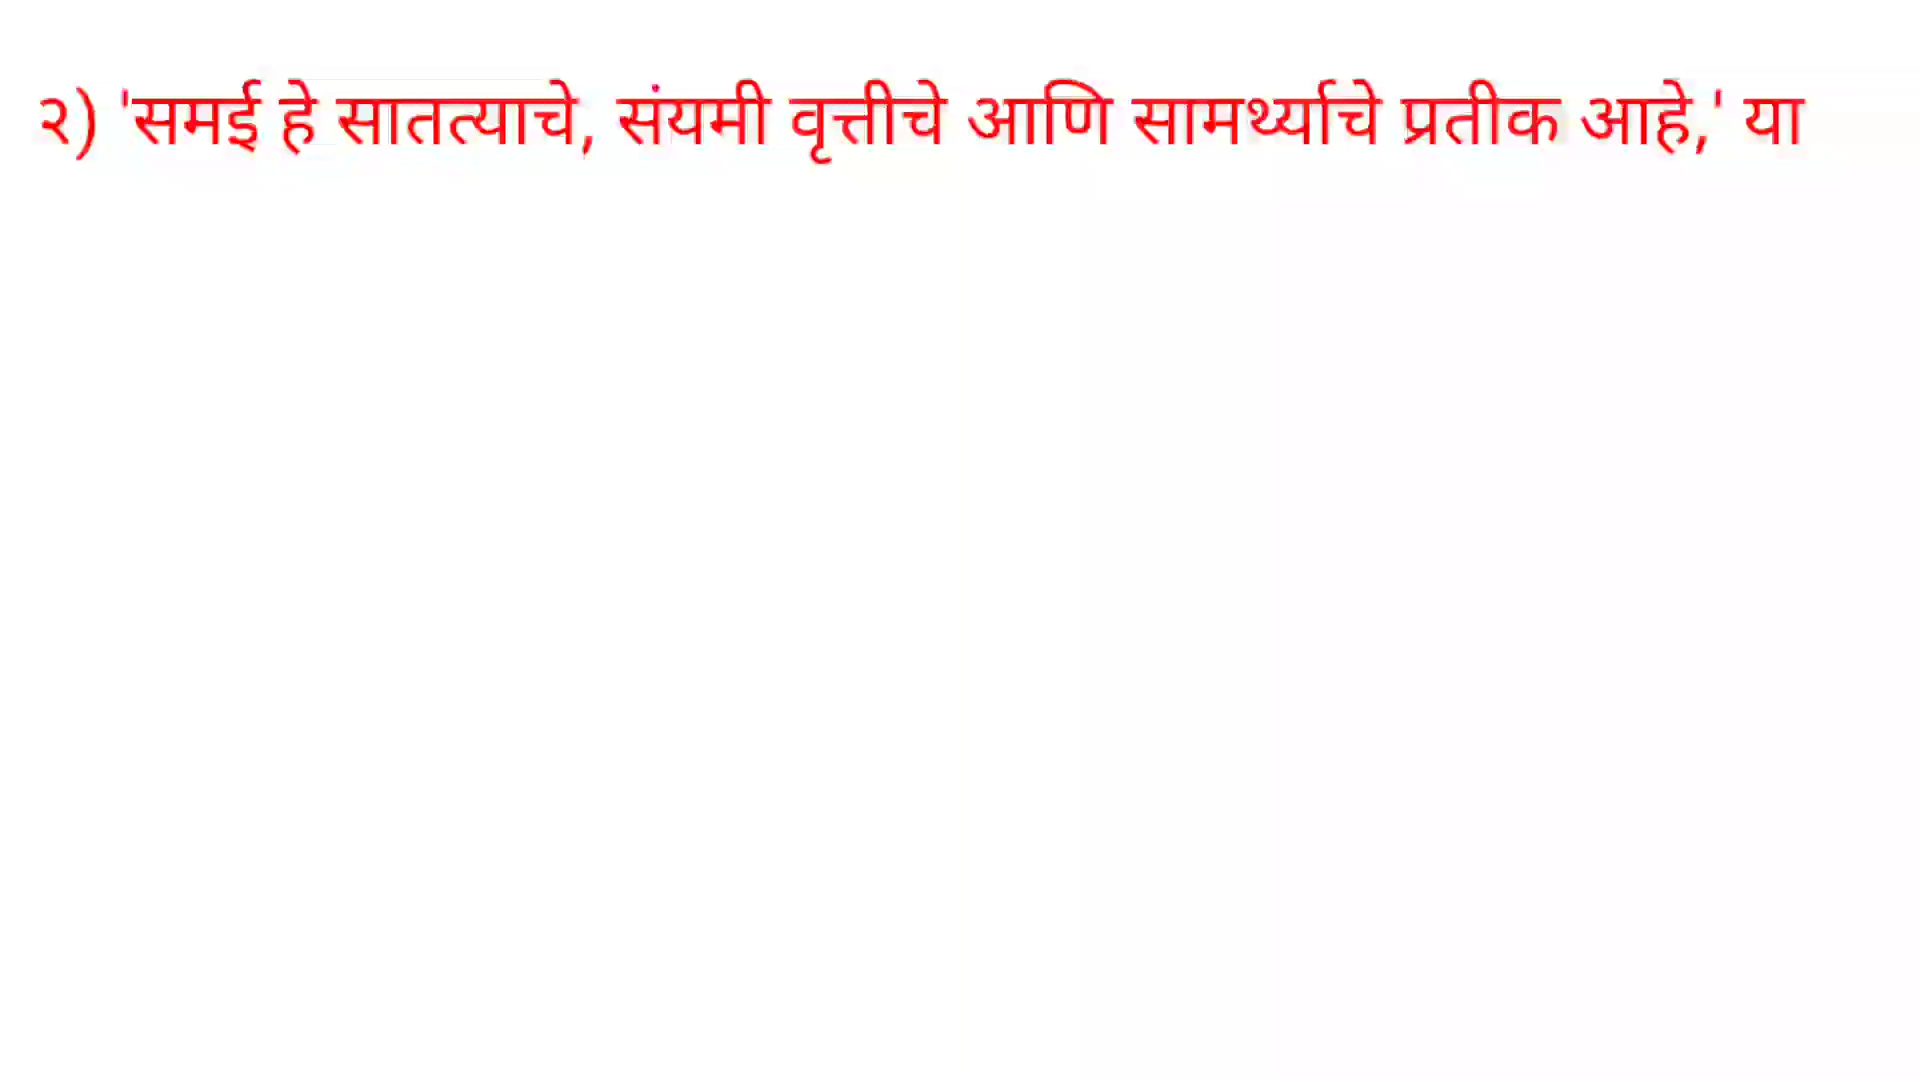 २) 'समई हे सातत्याचे, संयमी वृत्तीचे आणि सामर्थ्याचे प्रतीक आहे,' या